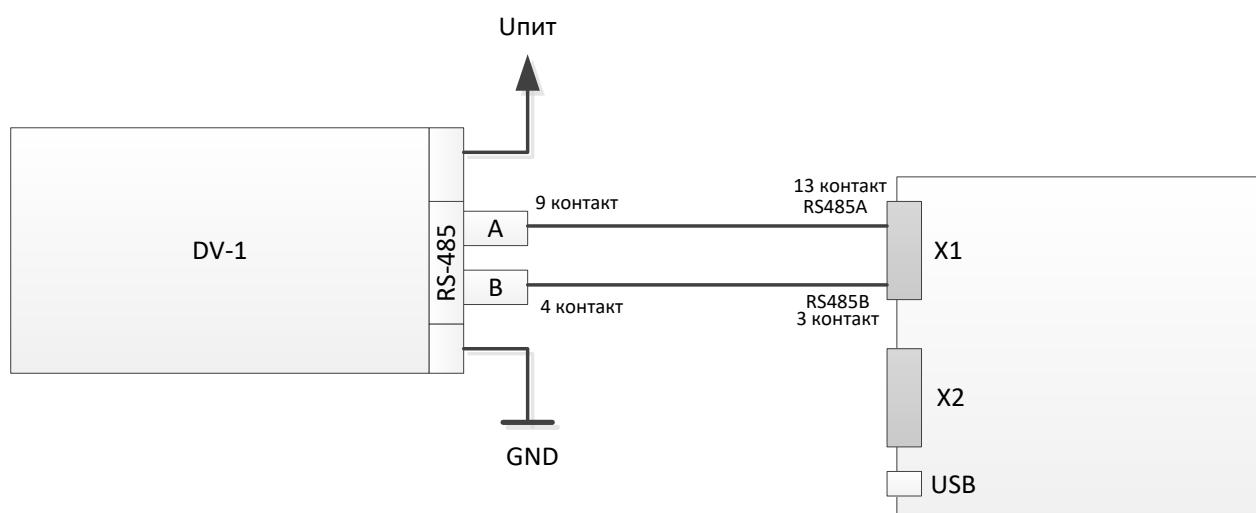 Uпит
DV-1
RS-485
A
B
9 контакт
4 контакт
GND
13 контакт
RS485A
RS485B
3 контакт
X1
X2
USB